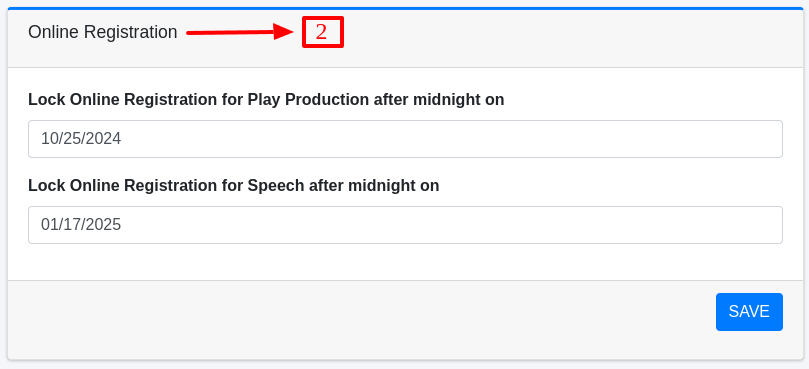 Online Registration 2
Lock Online Registration for Play Production after midnight on
10/25/2024
Lock Online Registration for Speech after midnight on
01/17/2025
SAVE